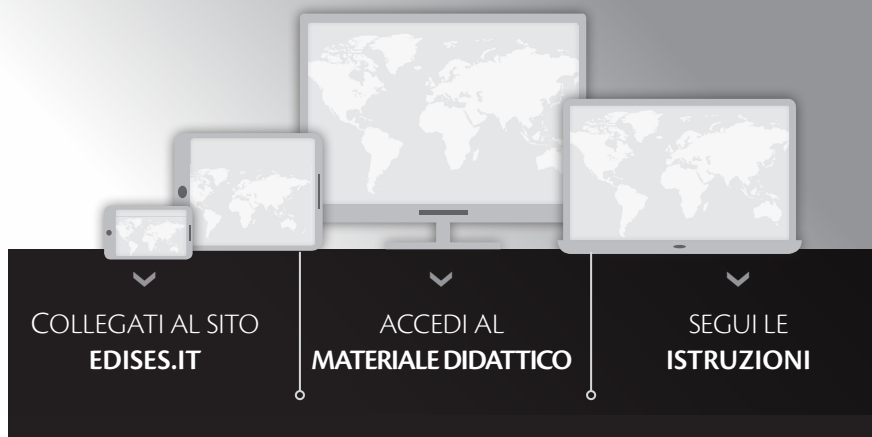 COLLEGATI AL SITO
EDISES.IT
ACCEDI AL
MATERIALE DIDATTICO
SEGUI LE
ISTRUZIONI